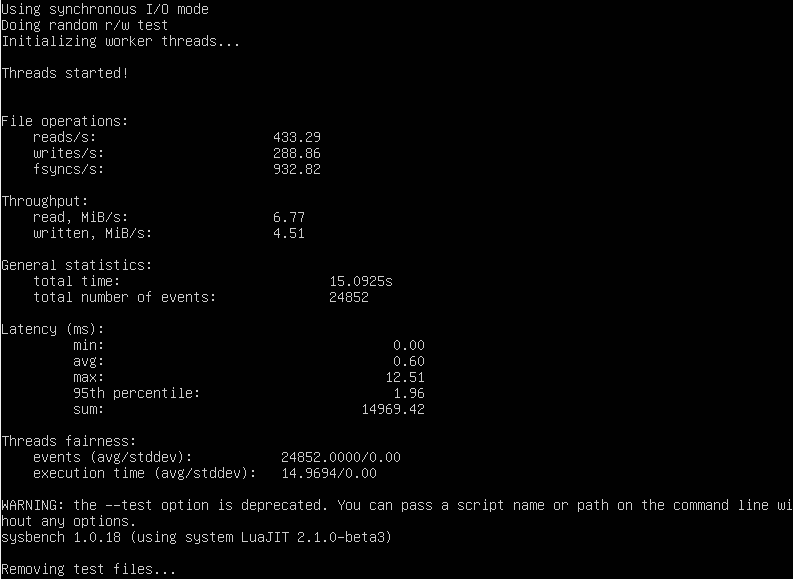 Using synchronous I/O mode
Doing random r/w test
Initializing worker threads...
Threads started!
File operations:
reads/s: 433.29
writes/s: 288.86
fsyncs/s: 932.82
Throughput:
read, MiB/s: 6.77
written, MiB/s: 4.51
General statistics:
total time: 15.0925s
total number of events: 24852
Latency (ms):
min: 0.00
avg: 0.60
max: 12.51
95th percentile: 1.96
sum: 14969.42
Threads fairness:
events (avg/stddev): 24852.0000/0.00
execution time (avg/stddev): 14.9694/0.00
WARNING: the --test option is deprecated. You can pass a script name or path on the command line wi
hout any options.
sysbench 1.0.18 (using system LuaJIT 2.1.0-beta3)
Removing test files...